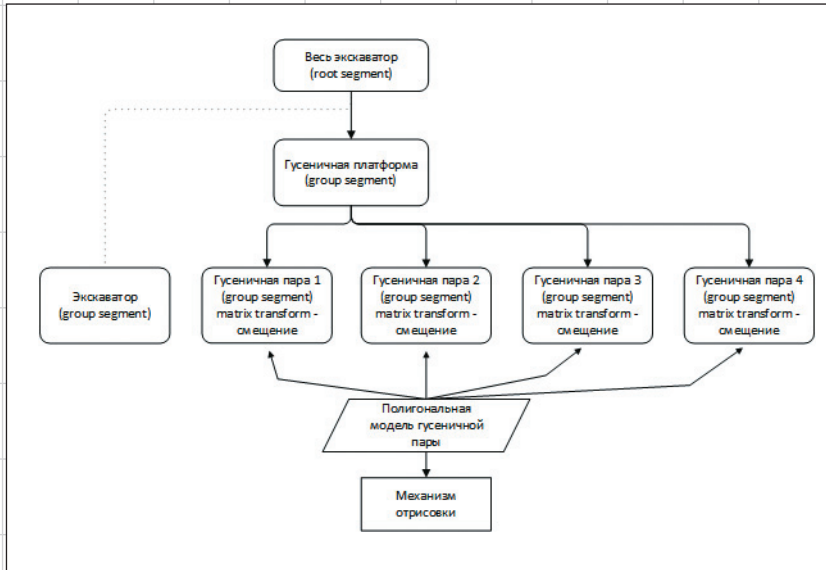 Весь экскаватор
(root segment)
Гусеничная платформа
(group segment)
Экскаватор
(group segment)
Гусеничная пара 1
(group segment)
matrix transform -
смещение
Гусеничная пара 2
(group segment)
matrix transform -
смещение
Гусеничная пара 3
(group segment)
matrix transform -
смещение
Гусеничная пара 4
(group segment)
matrix transform -
смещение
Полигональная
модель гусеничной
пары
Механизм
отрисовки